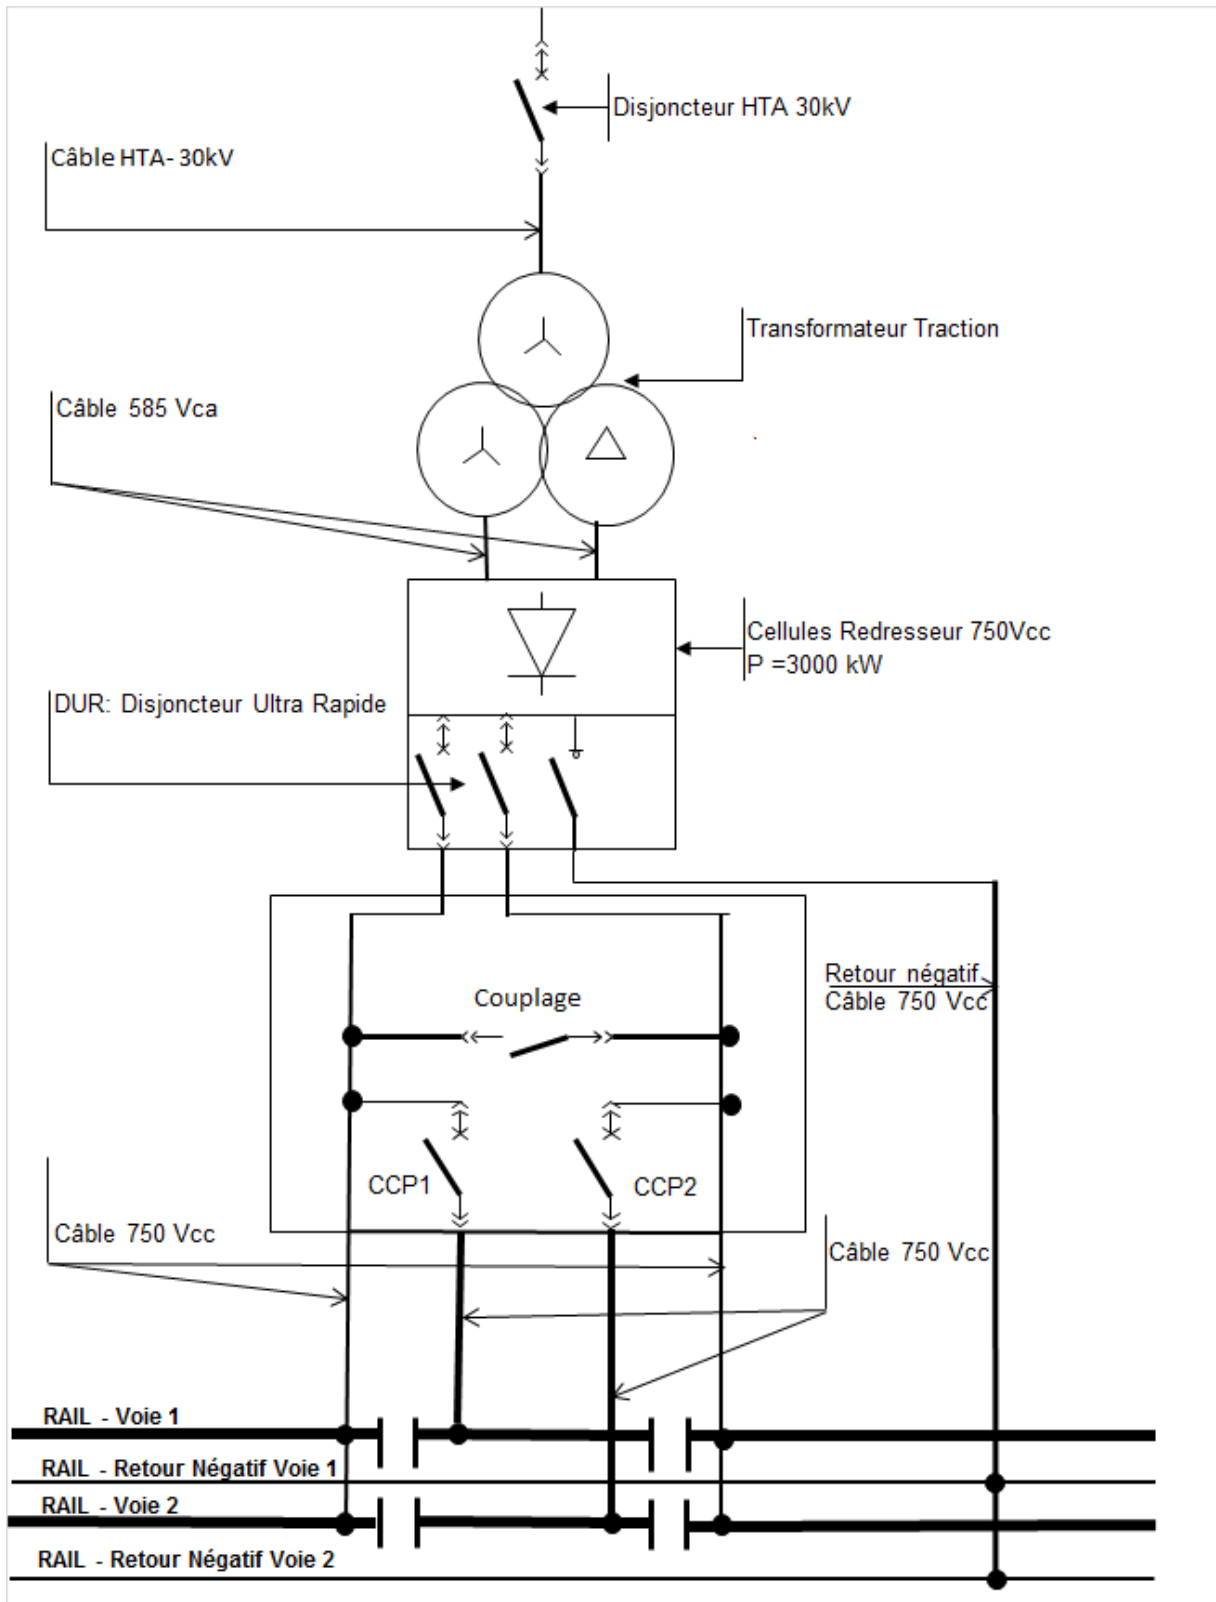 Disjoncteur HTA 30kV
Câble HTA- 30kV
Transformateur Traction
Câble 585 Vca
Cellules Redresseur 750Vcc
P =3000 kW
DUR: Disjoncteur Ultra Rapide
Retour négatif
Câble 750 Vcc
Couplage
CCP1
CCP2
Câble 750 Vcc
Câble 750 Vcc
RAIL - Voie 1
RAIL - Retour Négatif Voie 1
RAIL - Voie 2
RAIL - Retour Négatif Voie 2